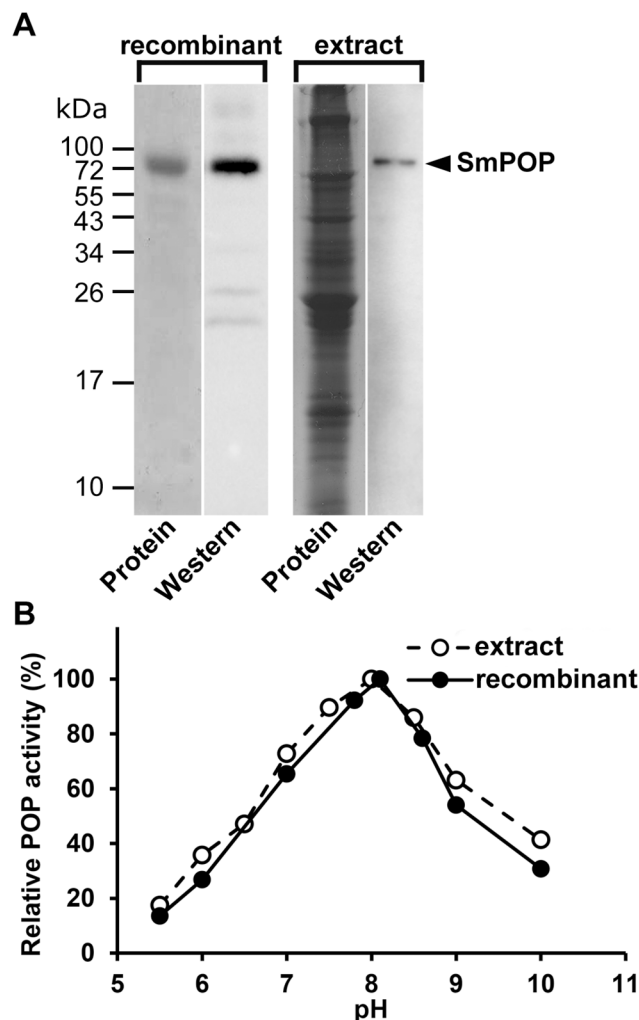 A
recombinant extract
kDa
100
72
55
43
34
26
17
10
SmPOP
Protein Western Protein Western
B
Relative POP activity (%)
100
80
60
40
20
0
extract
recombinant
5 6 7 8 9 10 11
pH